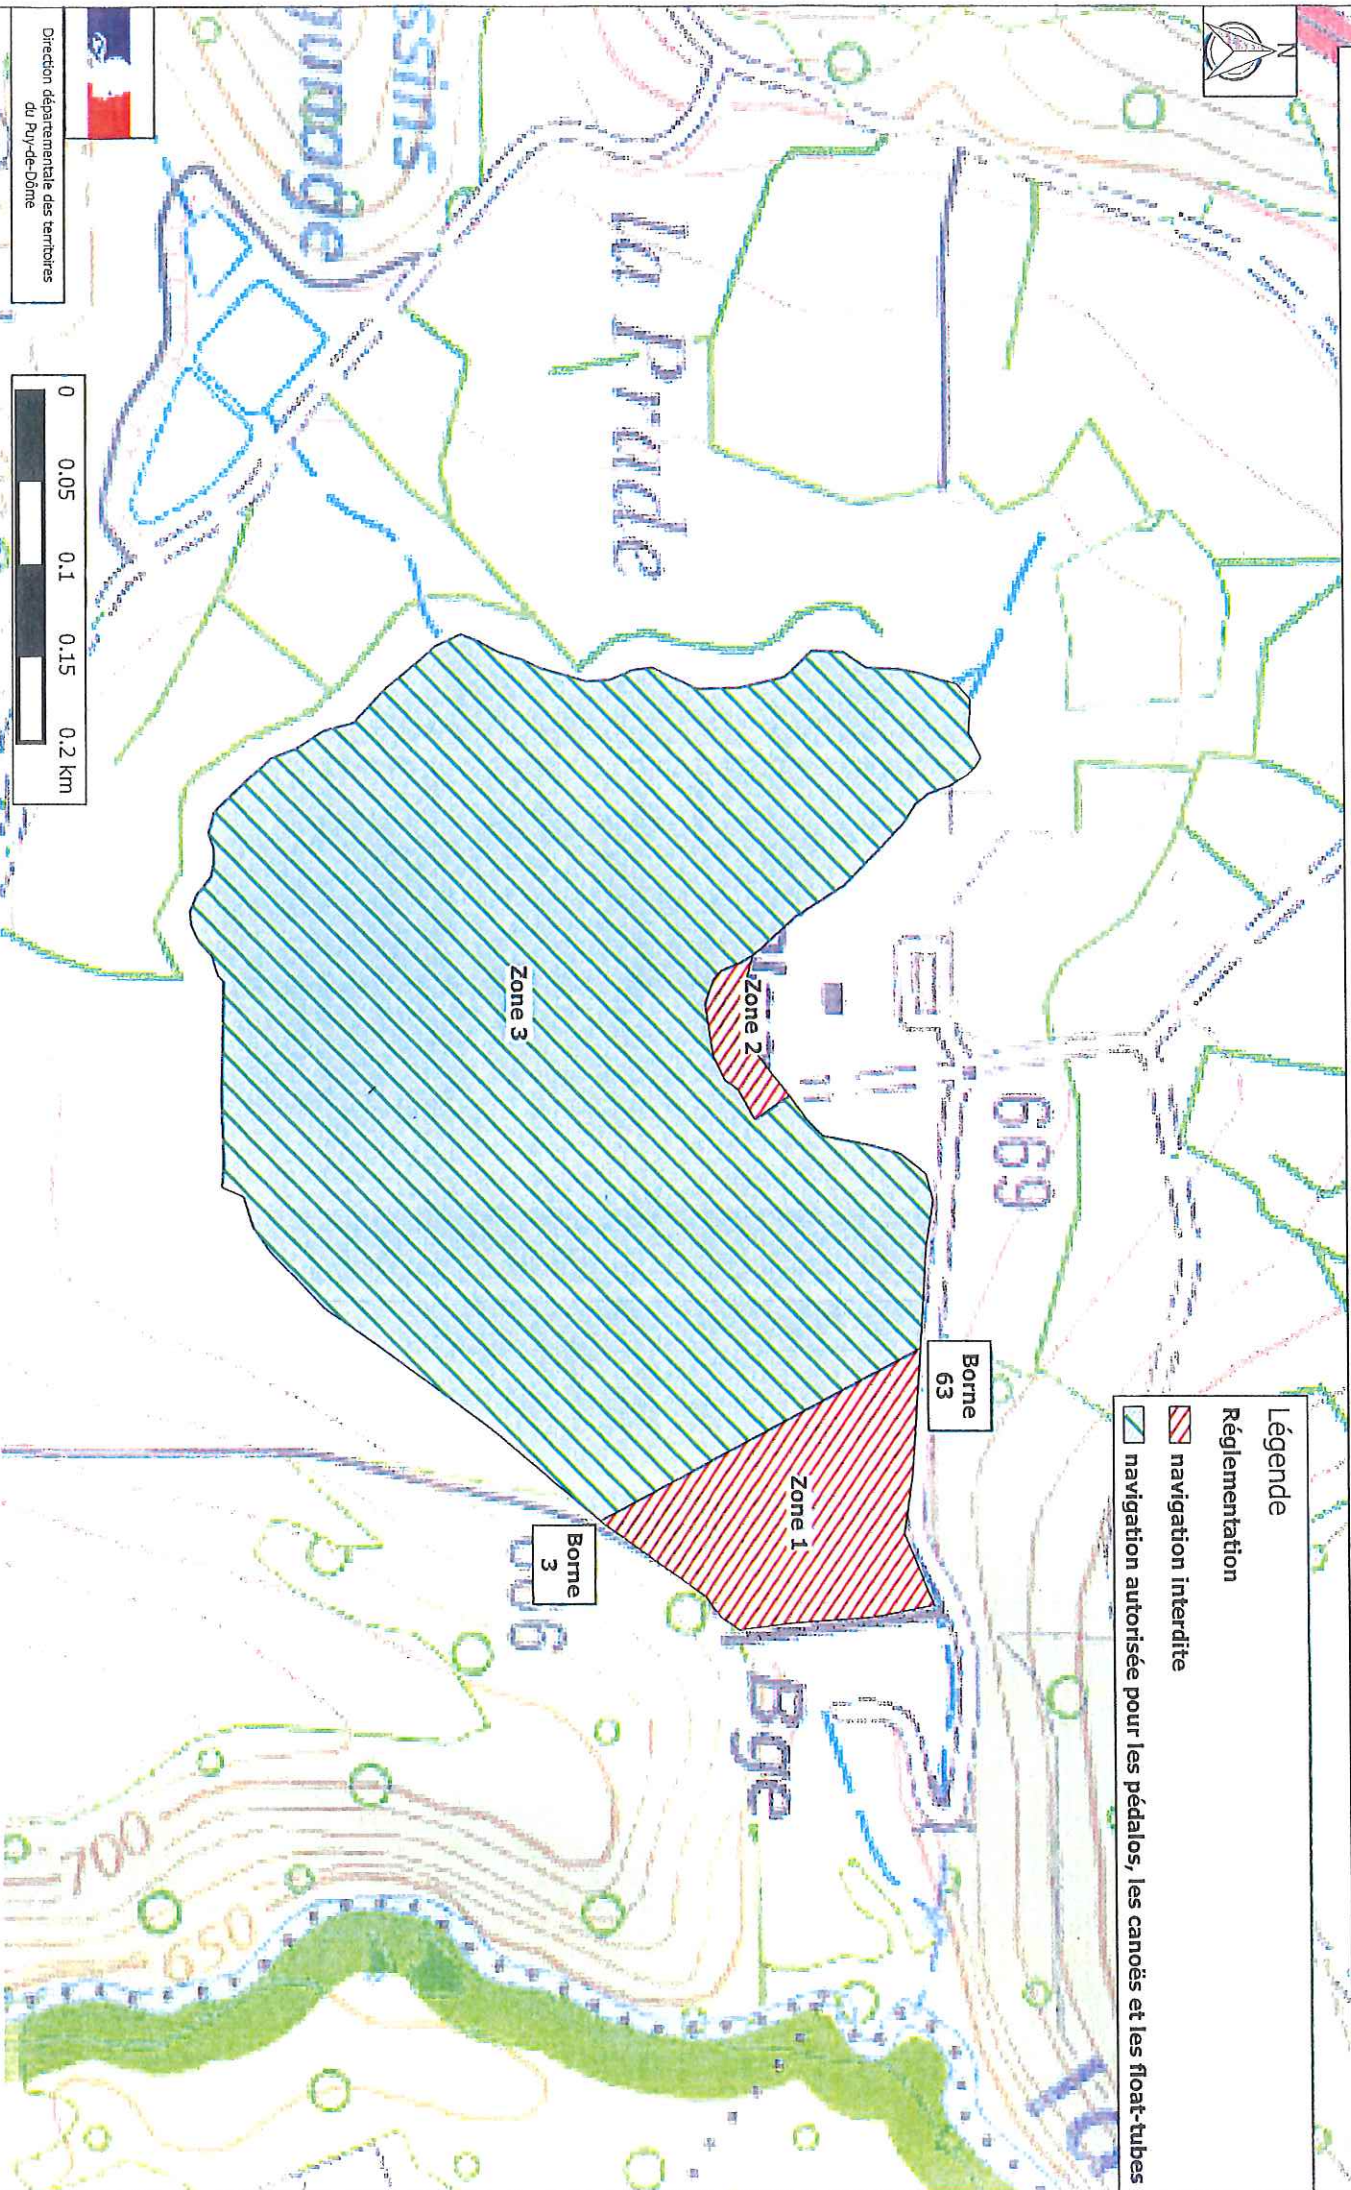 N
Légende
Réglementation
navigation interdite
navigation autorisée pour les pédalos, les canoës et les float-tubes
669
Borne
63
Zone 2
Zone 1
Zone 3
Borne
3
la Prade
Bge
ssins
700
650
0 0.05 0.1 0.15 0.2 km
Direction départementale des territoires
du Puy-de-Dôme